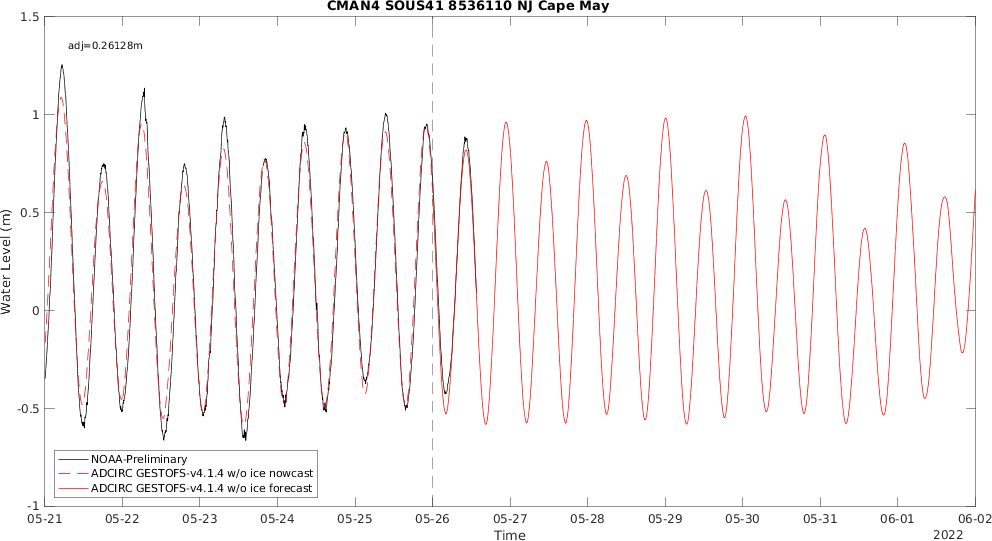 CMAN4 SOUS41 8536110 NJ Cape May
adj=0.26128m
1.5
1
0.5
0
-0.5
-1
Water Level (m)
NOAA-Preliminary
ADCIRC GESTOFS-v4.1.4 w/o ice nowcast
ADCIRC GESTOFS-v4.1.4 w/o ice forecast
05-21 05-22 05-23 05-24 05-25 05-26 05-27 05-28 05-29 05-30 05-31 06-01 06-02
Time
2022